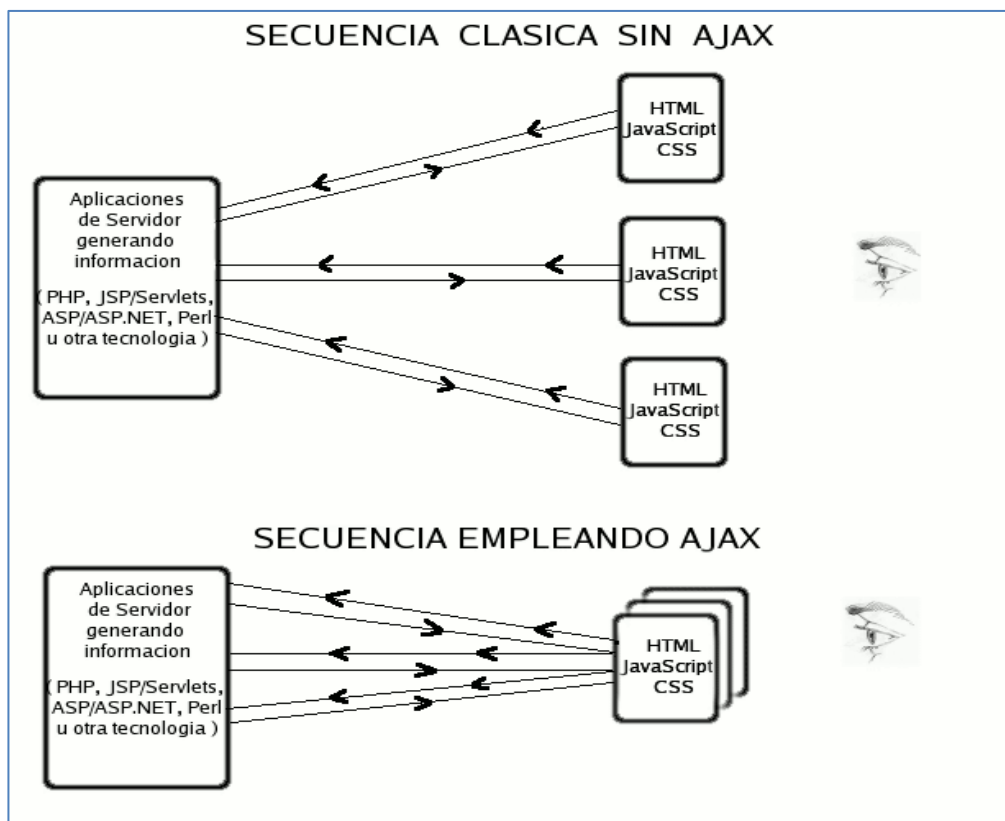 SECUENCIA CLASICA SIN AJAX
HTML
JavaScript
CSS
Aplicaciones
de Servidor
generando
informacion
( PHP, JSP/Servlets,
ASP/ASP.NET, Perl
u otra tecnologia )
HTML
JavaScript
CSS
HTML
JavaScript
CSS
SECUENCIA EMPLEANDO AJAX
Aplicaciones
de Servidor
generando
informacion
( PHP, JSP/Servlets,
ASP/ASP.NET, Perl
u otra tecnologia )
HTML
JavaScript
CSS